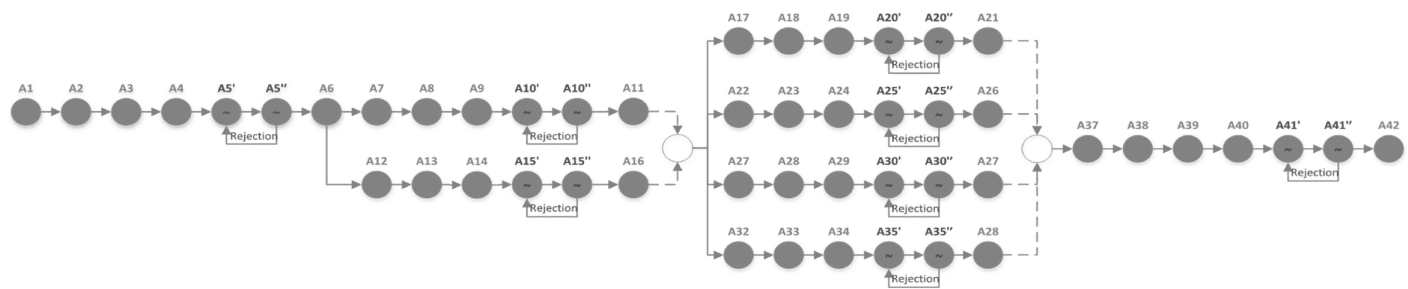 A17 A18 A19 A20' A20" A21
~ ~
Rejection
A1 A2 A3 A4 A5' A5" A6 A7 A8 A9 A10' A10" A11
~ ~ ~ ~
Rejection Rejection
A22 A23 A24 A25' A25" A26
~ ~
Rejection
A37 A38 A39 A40 A41' A41" A42
~ ~
Rejection
A12 A13 A14 A15' A15" A16
~ ~
Rejection
A27 A28 A29 A30' A30" A27
~ ~
Rejection
A32 A33 A34 A35' A35" A28
~ ~
Rejection